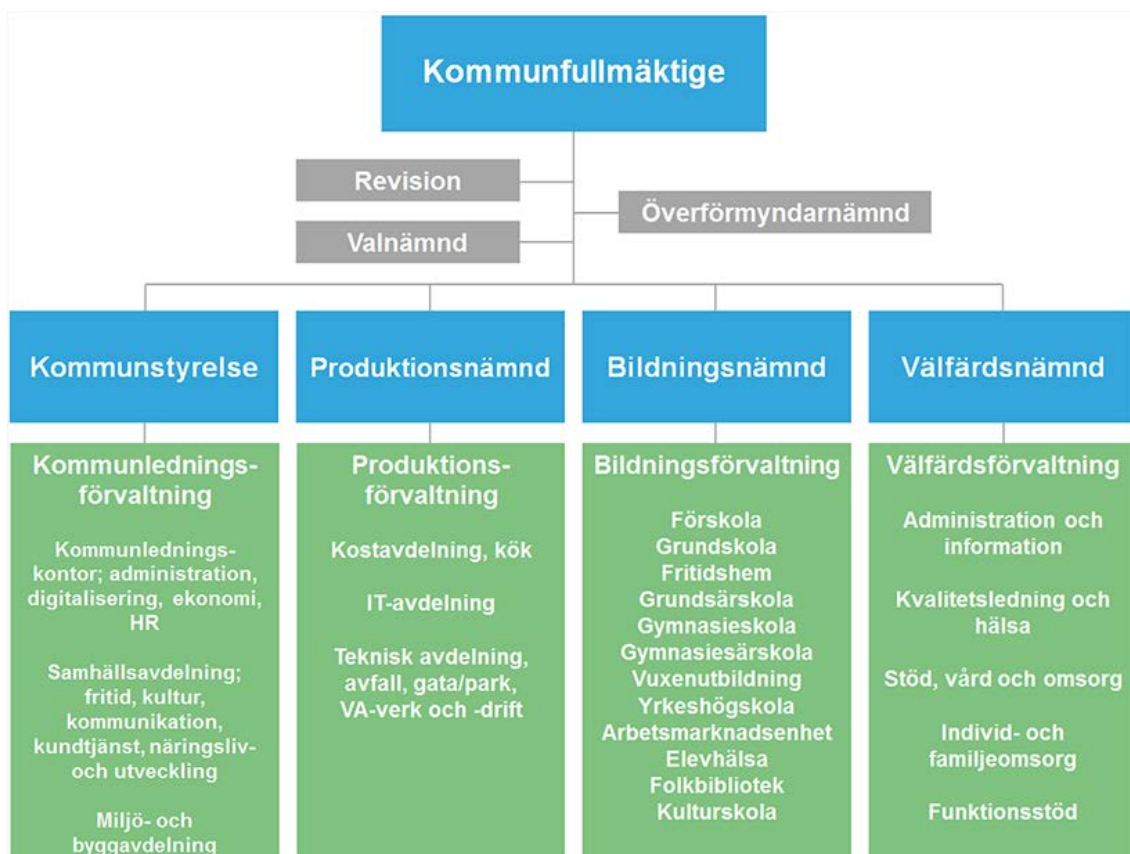 Kommunfullmäktige
Revision
Överförmyndarnämnd
Valnämnd
Kommunstyrelse
Kommunlednings-
förvaltning
Kommunlednings-
kontor; administration,
digitalisering, ekonomi,
HR
Samhällsavdelning;
fritid, kultur,
kommunikation,
kundtjänst, näringsliv-
och utveckling
Miljö- och
byggavdelning
Produktionsnämnd
Produktions-
förvaltning
Kostavdelning, kök
IT-avdelning
Teknisk avdelning,
avfall, gata/park,
VA-verk och -drift
Bildningsnämnd
Bildningsförvaltning
Förskola
Grundskola
Fritidshem
Grundsärskola
Gymnasieskola
Gymnasiesärskola
Vuxenutbildning
Yrkeshögskola
Arbetsmarknadsenhet
Elevhälsa
Folkbibliotek
Kulturskola
Välfärdsnämnd
Välfärdsförvaltning
Administration och
information
Kvalitetsledning och
hälsa
Stöd, vård och omsorg
Individ- och
familjeomsorg
Funktionsstöd